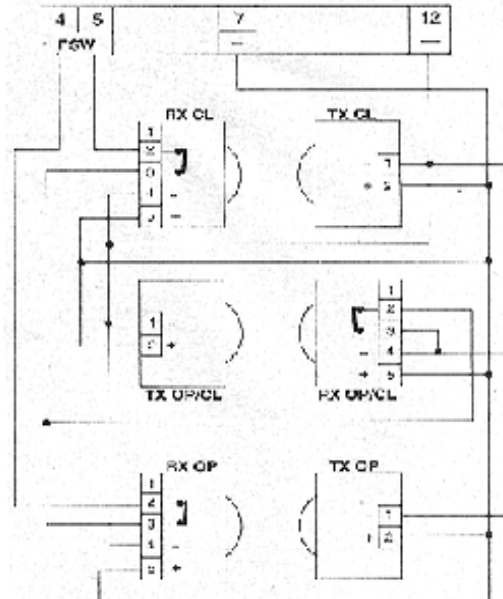 4 5 7 12
PSW — —
RX CL TX CL
1
2
3 1
4 - - 
5 - + 2
1
2
1 3
2 + - 4
+ 5
TX OP/CL RX OP/CL
RX OP TX OP
1
2
3 1
4 - + 2
5 +